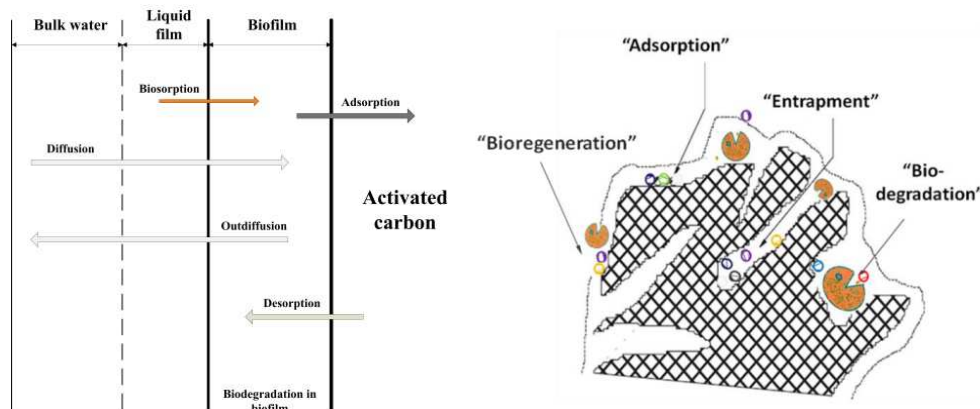 Bulk water
Liquid
film
Biofilm
Biosorption
Adsorption
Diffusion
Activated
carbon
Outdiffusion
Desorption
Biodegradation in
biofilm
“Adsorption”
“Entrapment”
“Bioregeneration”
“Bio-
degradation”